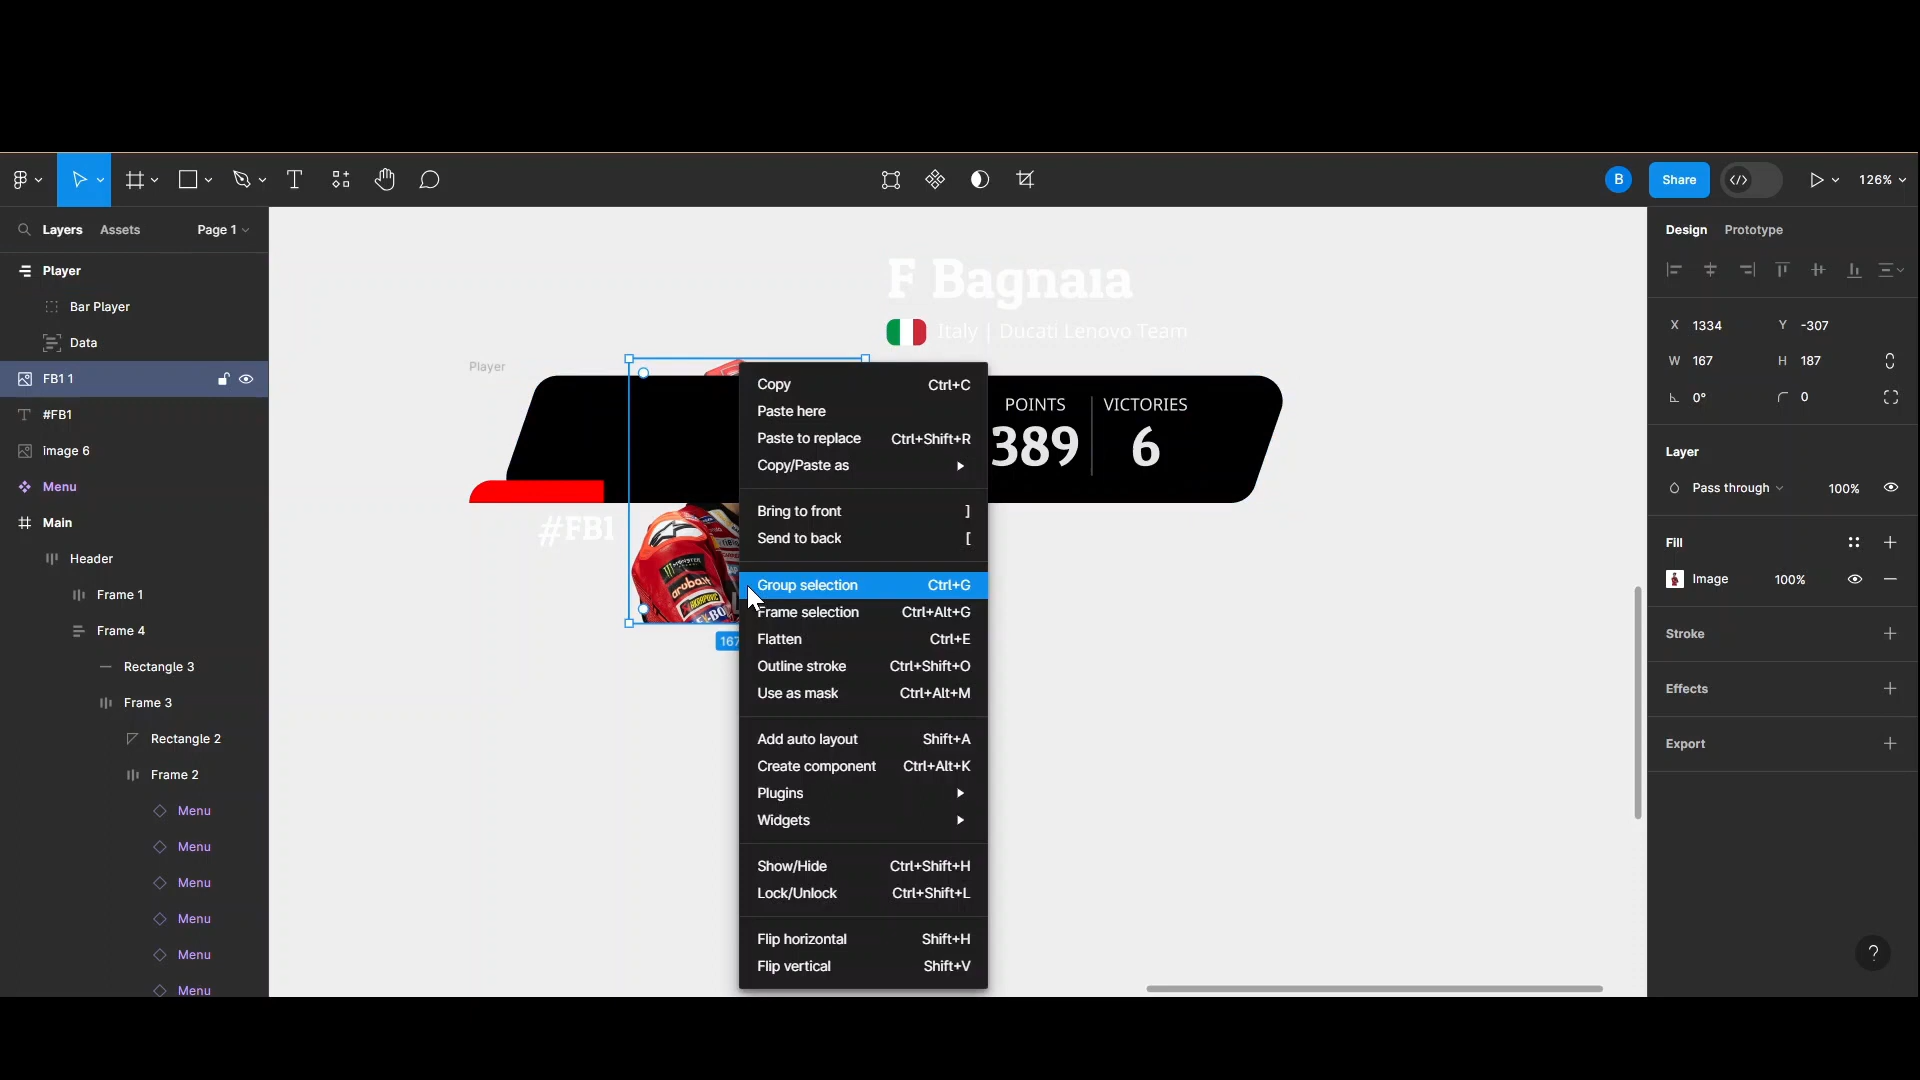 B
Share
126%
Layers
Assets
Page 1
Player
Bar Player
Data
FB1 1
#FB1
image 6
Menu
Main
Header
Frame 1
Frame 4
Rectangle 3
Frame 3
Rectangle 2
Frame 2
Menu
Menu
Menu
Menu
Menu
Menu
F Bagnaia
Italy | Ducati Lenovo Team
Player
POINTS
389
VICTORIES
6
#FB1
aruba.it
167
Copy Ctrl+C
Paste here
Paste to replace Ctrl+Shift+R
Copy/Paste as
Bring to front ]
Send to back [
Group selection Ctrl+G
Frame selection Ctrl+Alt+G
Flatten Ctrl+E
Outline stroke Ctrl+Shift+O
Use as mask Ctrl+Alt+M
Add auto layout Shift+A
Create component Ctrl+Alt+K
Plugins
Widgets
Show/Hide Ctrl+Shift+H
Lock/Unlock Ctrl+Shift+L
Flip horizontal Shift+H
Flip vertical Shift+V
Design
Prototype
X 1334 Y -307
W 167 H 187
0° 0
Layer
Pass through 100%
Fill
Image 100%
Stroke
Effects
Export
?